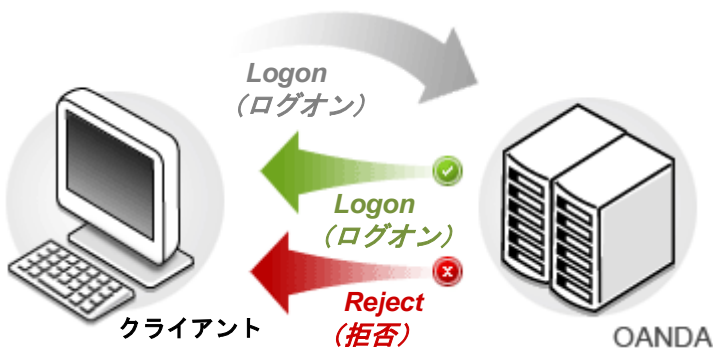 Logon
（ログオン）
Logon
（ログオン）
Reject
（拒否）
クライアント
OANDA